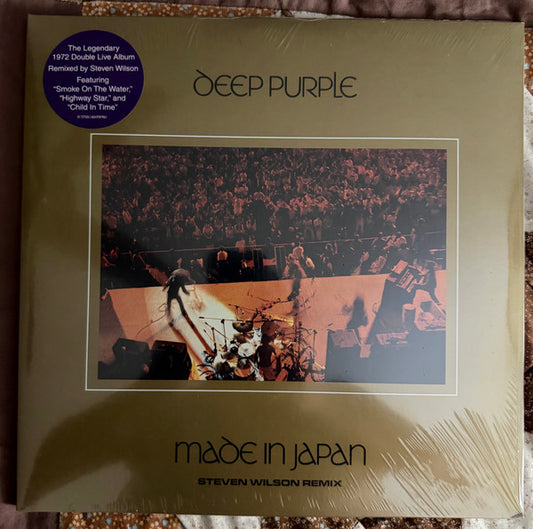 The Legendary
1972 Double Live Album
Remixed by Steven Wilson
Featuring
"Smoke On The Water,"
"Highway Star," and
"Child In Time"
DEEP PURPLE
MADE IN JAPAN
STEVEN WILSON REMIX